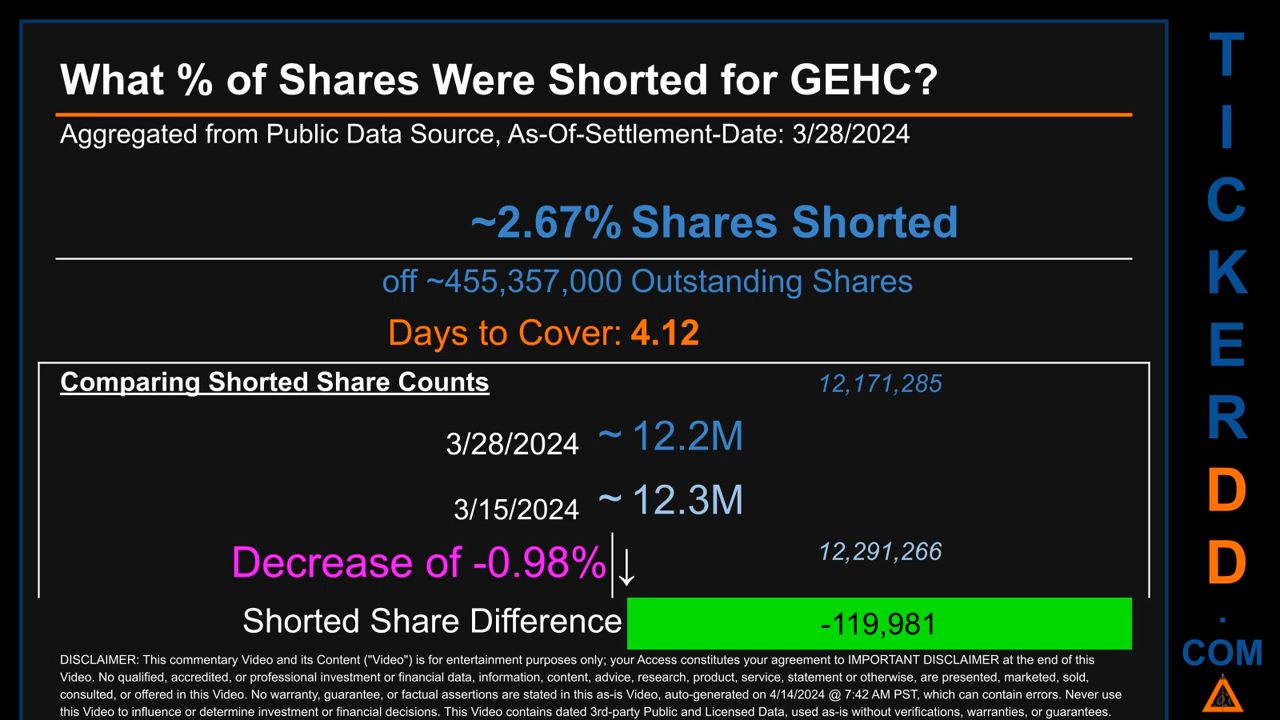 What % of Shares Were Shorted for GEHC?
Aggregated from Public Data Source, As-Of-Settlement-Date: 3/28/2024
~2.67% Shares Shorted
off ~455,357,000 Outstanding Shares
Days to Cover: 4.12
Comparing Shorted Share Counts
12,171,285
3/28/2024 ~ 12.2M
3/15/2024 ~ 12.3M
Decrease of -0.98% ↓
12,291,266
Shorted Share Difference -119,981
DISCLAIMER: This commentary Video and its Content ("Video") is for entertainment purposes only; your Access constitutes your agreement to IMPORTANT DISCLAIMER at the end of this
Video. No qualified, accredited, or professional investment or financial data, information, content, advice, research, product, service, statement or otherwise, are presented, marketed, sold,
consulted, or offered in this Video. No warranty, guarantee, or factual assertions are stated in this as-is Video, auto-generated on 4/14/2024 @ 7:42 AM PST, which can contain errors. Never use
this Video to influence or determine investment or financial decisions. This Video contains dated 3rd-party Public and Licensed Data, used as-is without verifications, warranties, or guarantees.
T
I
C
K
E
R
D
D
.
COM